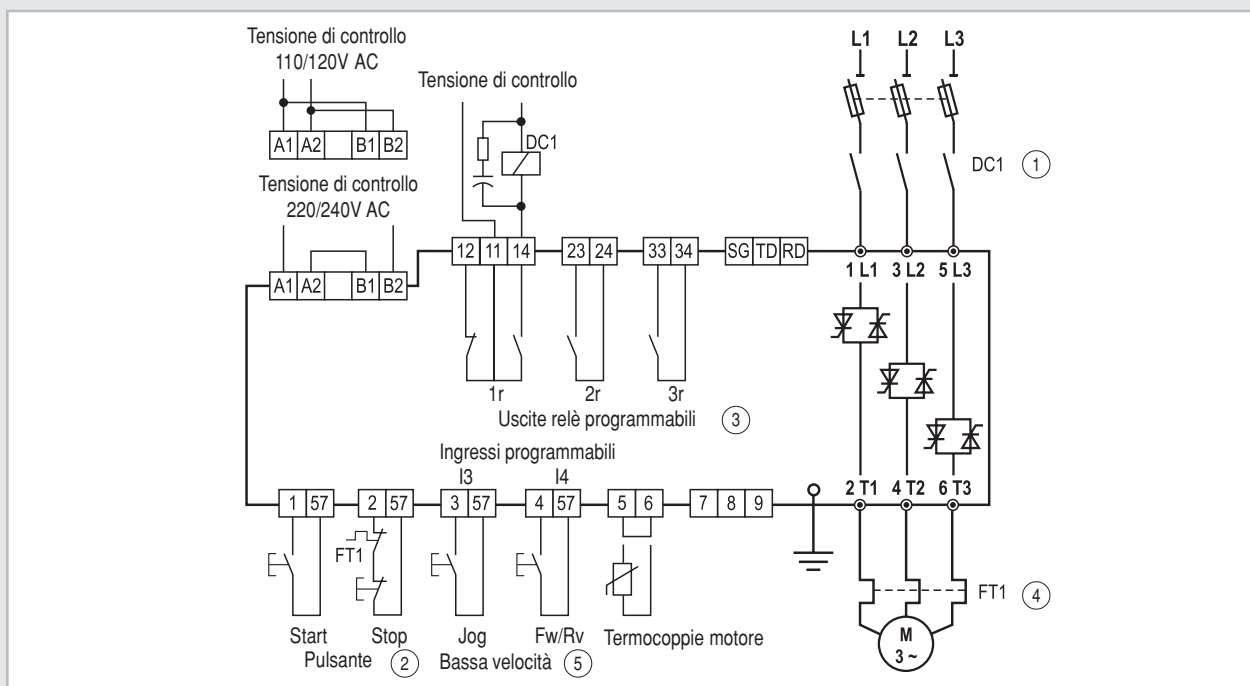 Tensione di controllo
110/120V AC
A1 A2 B1 B2
Tensione di controllo
220/240V AC
A1 A2 B1 B2
Tensione di controllo
DC1
12 11 14
23 24
33 34
SG TD RD
1r
2r
3r
Uscite relè programmabili 3
L1 L2 L3
DC1 1
1 L1 3 L2 5 L3
2 T1 4 T2 6 T3
Ingressi programmabili
I3 I4
1 57
2 57
3 57
4 57
5 6
7 8 9
FT1
Start
Stop
Pulsante 2
Jog
Fw/Rv
Bassa velocità 5
Termocoppie motore
FT1 4
M
3 ~